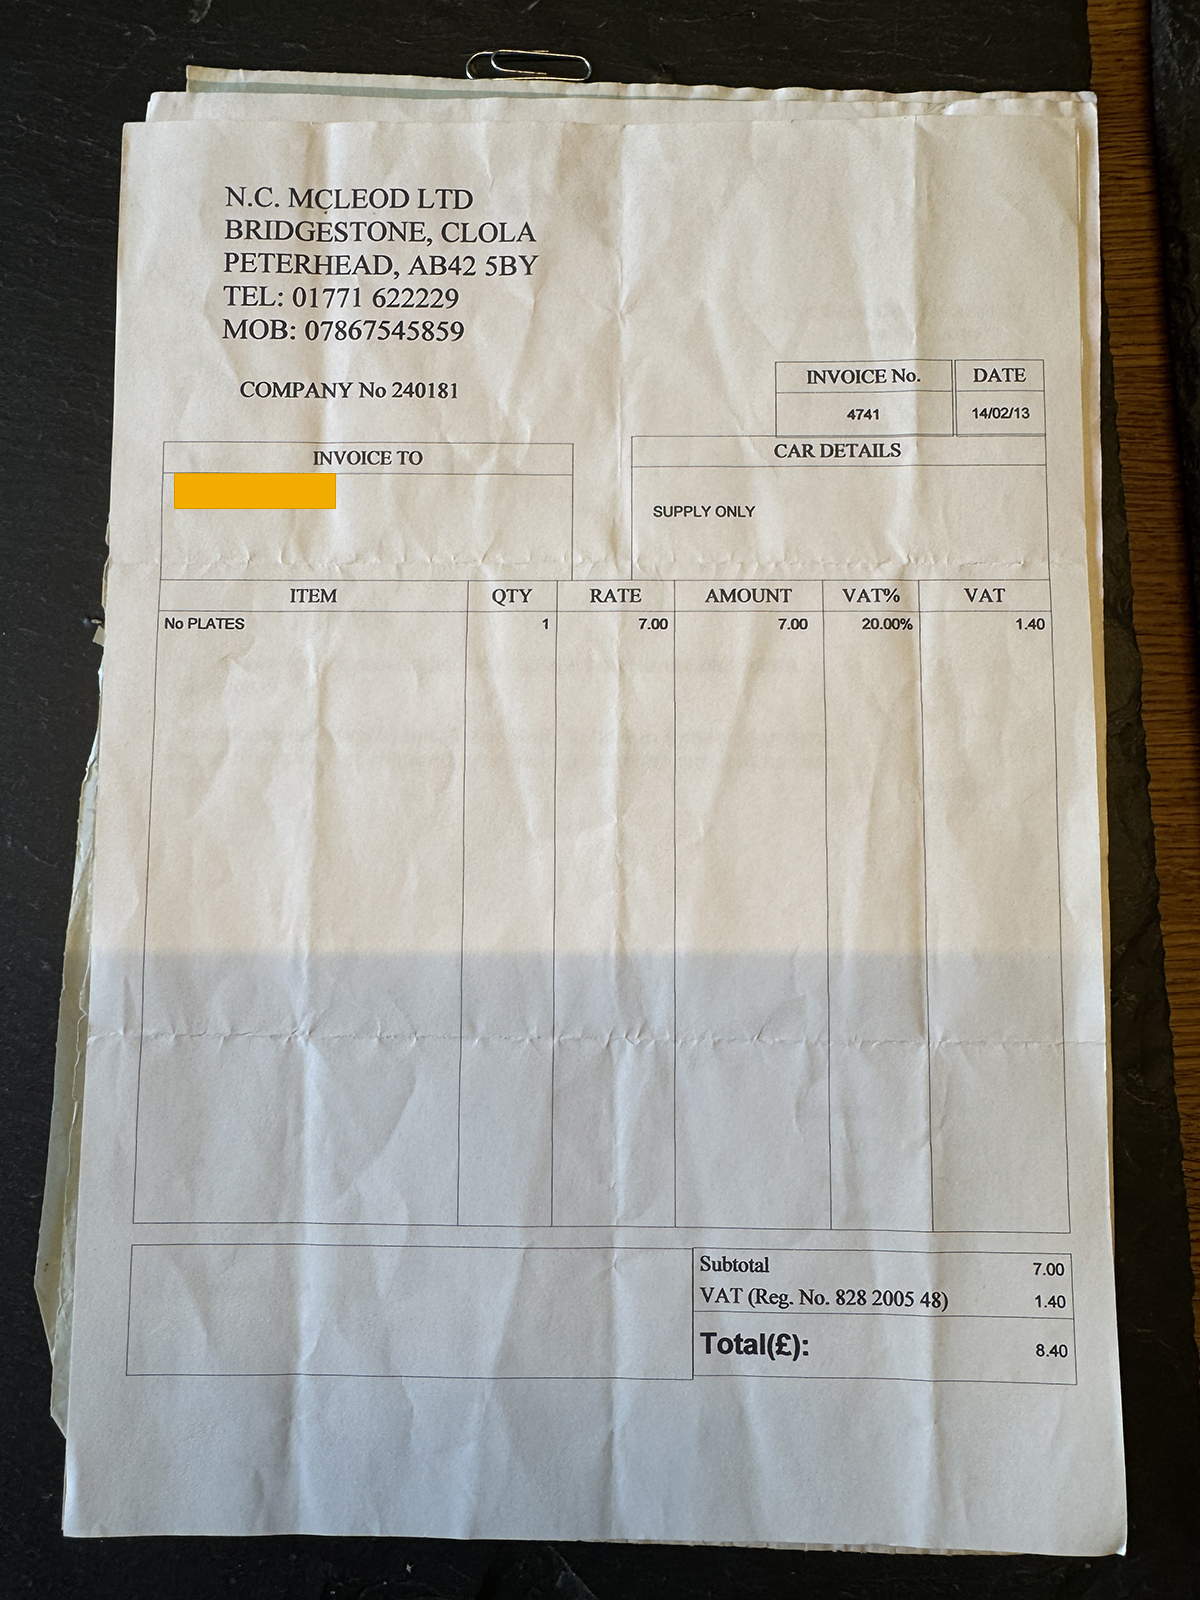 N.C. MCLEOD LTD
BRIDGESTONE, CLOLA
PETERHEAD, AB42 5BY
TEL: 01771 622229
MOB: 07867545859
COMPANY No 240181
INVOICE No. DATE
4741 14/02/13
INVOICE TO
CAR DETAILS
SUPPLY ONLY
ITEM QTY RATE AMOUNT VAT% VAT
No PLATES 1 7.00 7.00 20.00% 1.40
Subtotal 7.00
VAT (Reg. No. 828 2005 48) 1.40
Total(£): 8.40